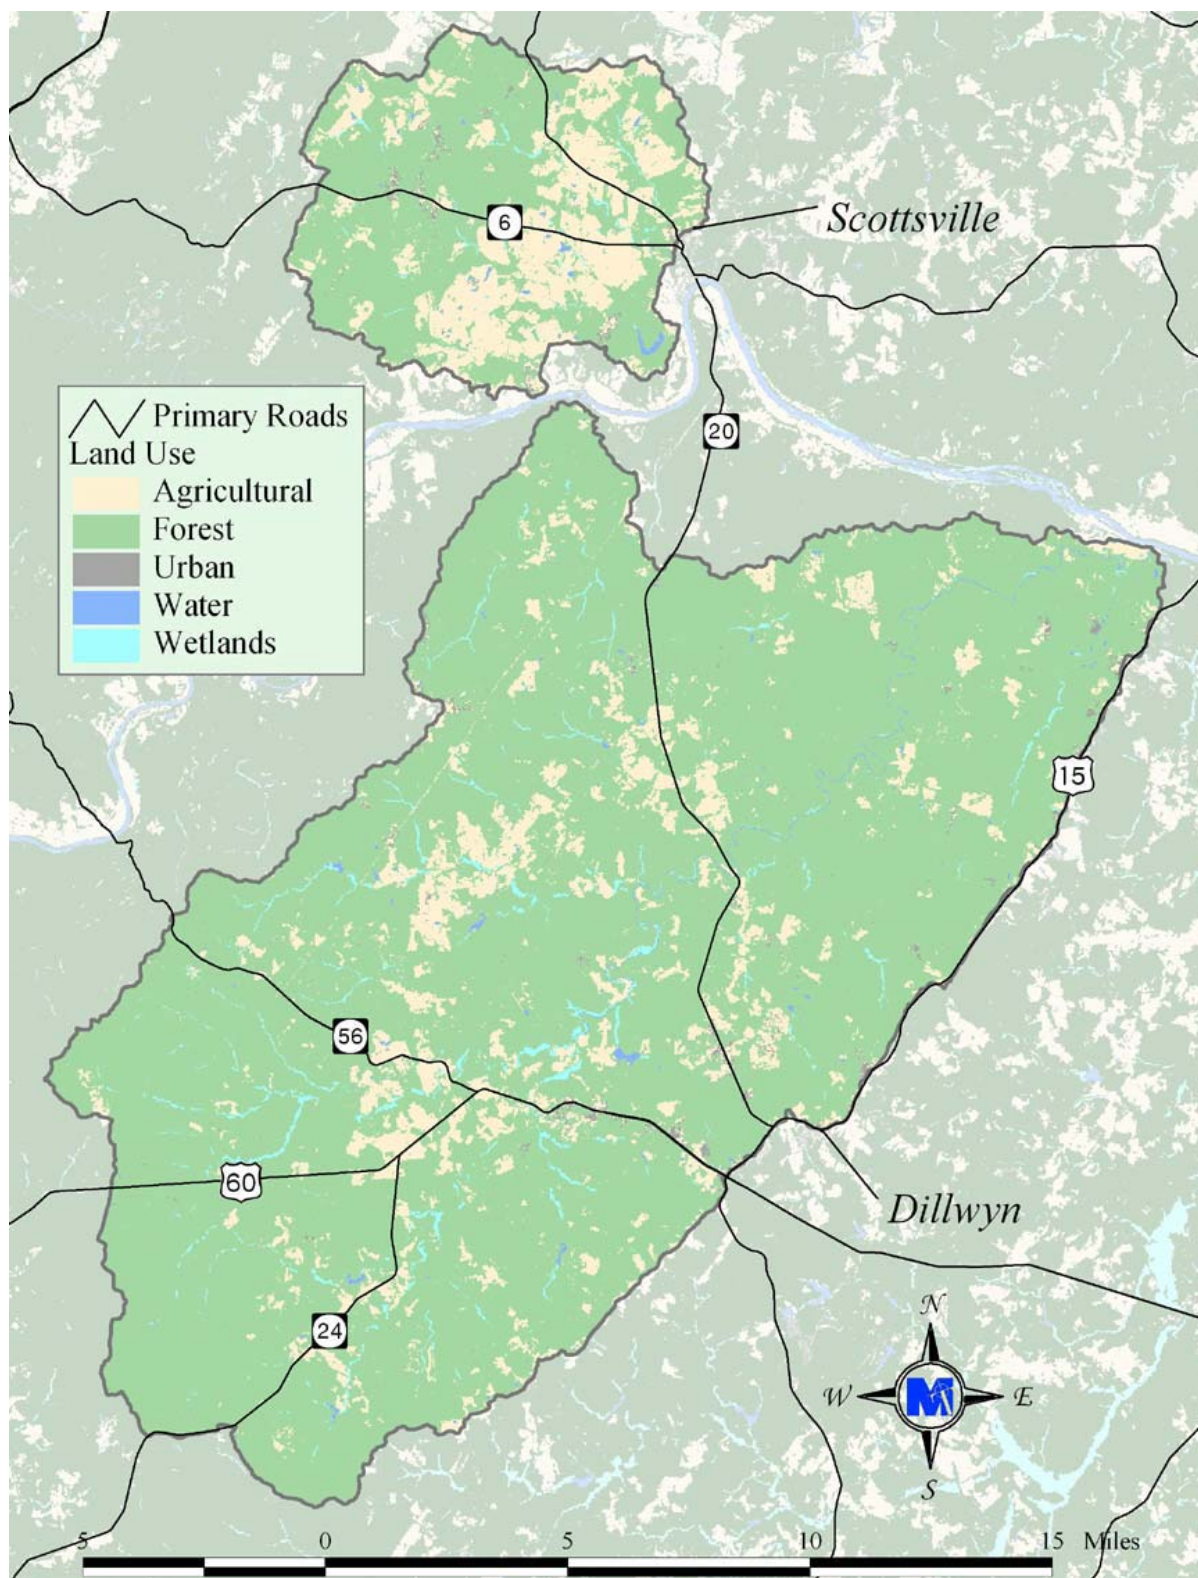 6
Scottsville
Primary Roads
Land Use
Agricultural
Forest
Urban
Water
Wetlands
20
15
56
60
Dillwyn
24
N
W
M
E
S
5 0 5 10 15 Miles